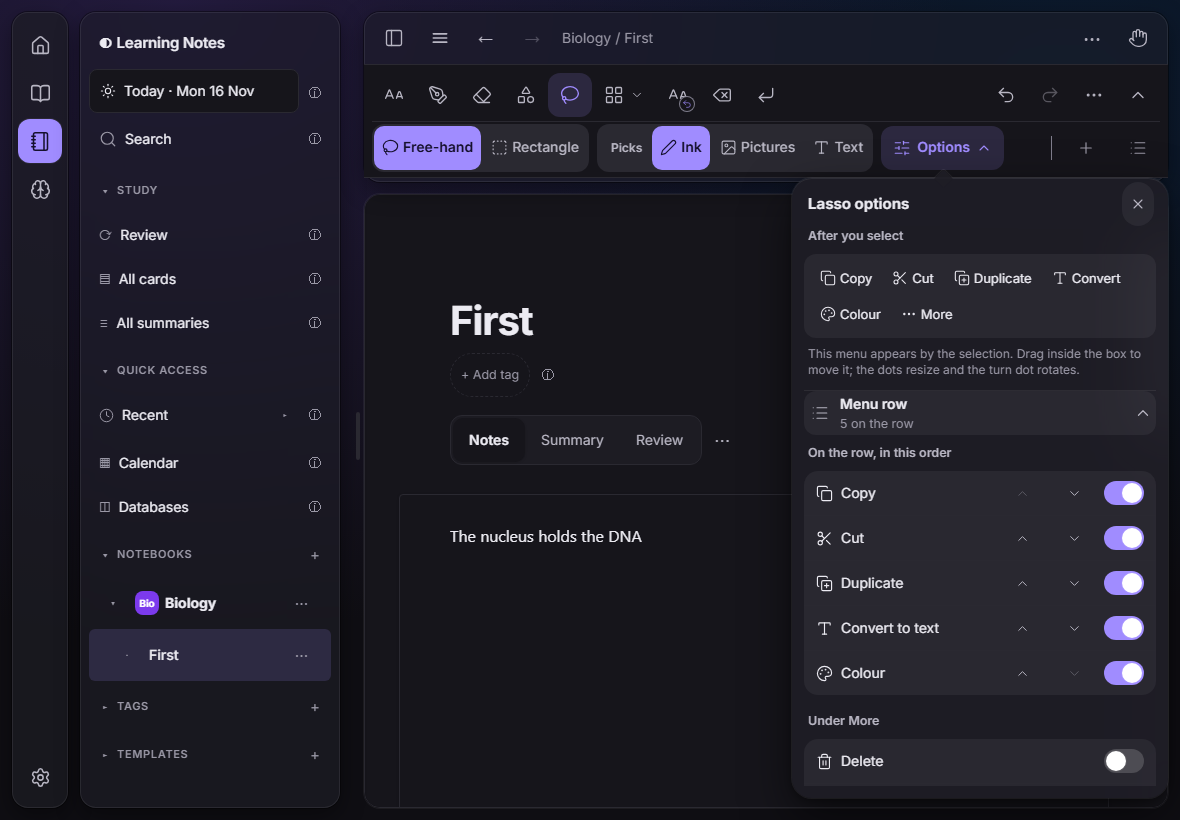 Learning Notes
Today · Mon 16 Nov
Search
STUDY
Review
All cards
All summaries
QUICK ACCESS
Recent
Calendar
Databases
NOTEBOOKS
Bio Biology
First
TAGS
TEMPLATES
Biology / First
AA
AA
Free-hand Rectangle Picks Ink Pictures Text Options
First
+ Add tag
Notes Summary Review
The nucleus holds the DNA
Lasso options
After you select
Copy Cut Duplicate Convert
Colour More
This menu appears by the selection. Drag inside the box to
move it; the dots resize and the turn dot rotates.
Menu row
5 on the row
On the row, in this order
Copy
Cut
Duplicate
Convert to text
Colour
Under More
Delete